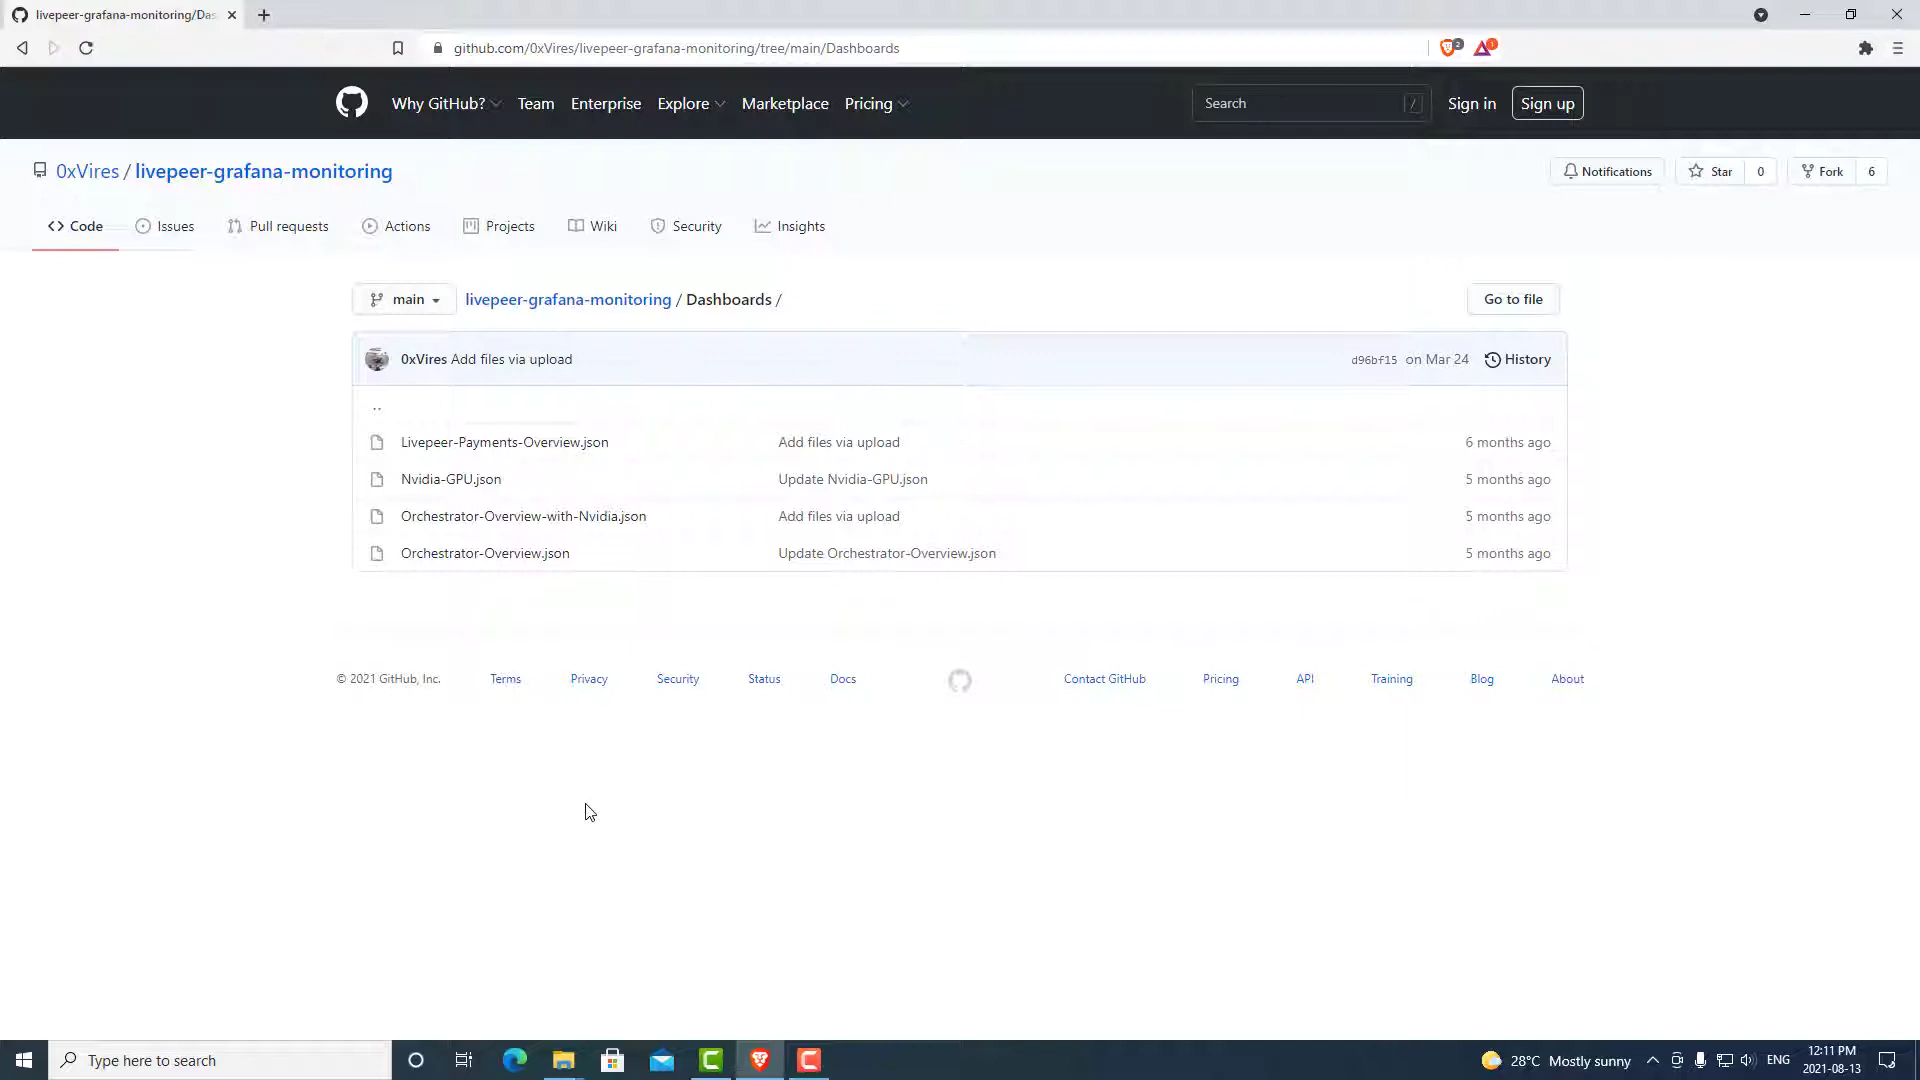 livepeer-grafana-monitoring/Das
github.com/0xVires/livepeer-grafana-monitoring/tree/main/Dashboards
2
1
Why GitHub? Team Enterprise Explore Marketplace Pricing
Search /
Sign in Sign up
0xVires / livepeer-grafana-monitoring
Notifications Star 0 Fork 6
Code Issues Pull requests Actions Projects Wiki Security Insights
main livepeer-grafana-monitoring / Dashboards / Go to file
0xVires Add files via upload d96bf15 on Mar 24 History
..
Livepeer-Payments-Overview.json Add files via upload 6 months ago
Nvidia-GPU.json Update Nvidia-GPU.json 5 months ago
Orchestrator-Overview-with-Nvidia.json Add files via upload 5 months ago
Orchestrator-Overview.json Update Orchestrator-Overview.json 5 months ago
© 2021 GitHub, Inc. Terms Privacy Security Status Docs Contact GitHub Pricing API Training Blog About
Type here to search
28°C Mostly sunny
ENG
12:11 PM
2021-08-13